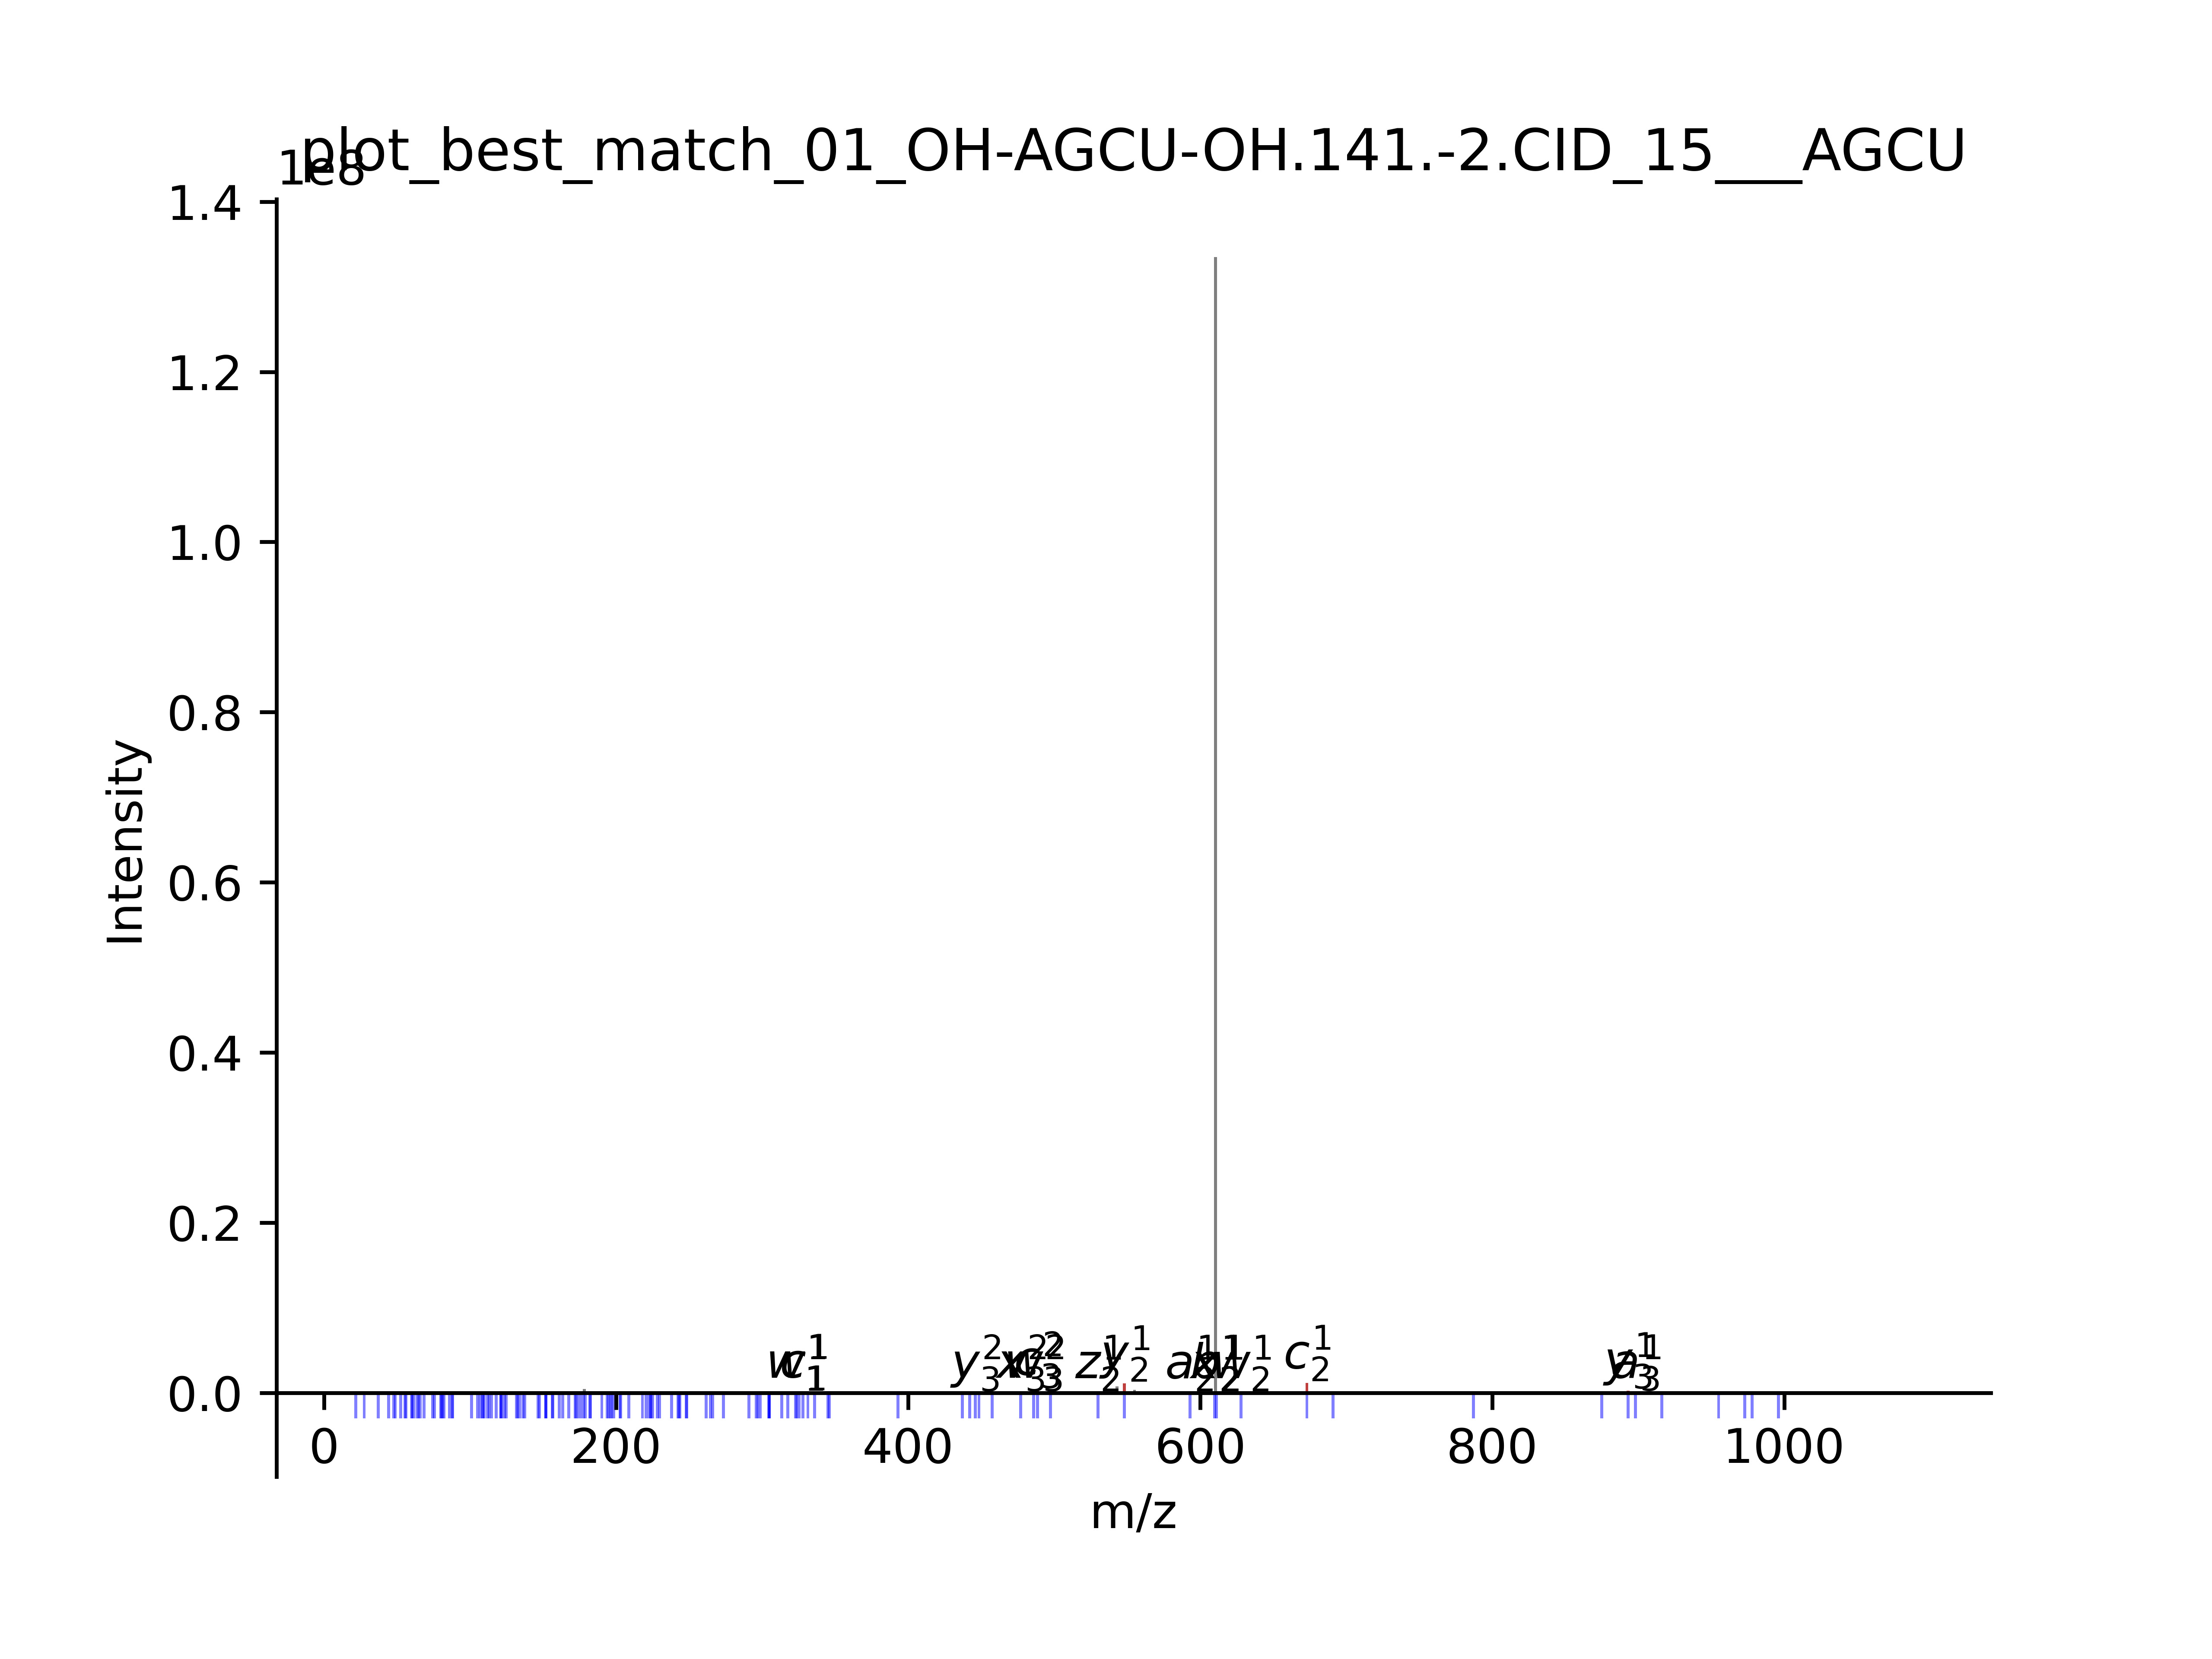 plot_best_match_01_OH-AGCU-OH.141.-2.CID_15___AGCU
1e8
1.4
1.2
1.0
0.8
0.6
0.4
0.2
0.0
Intensity
y 2 3
z 1 2
y 1 2
c 1 2
0 200 400 600 800 1000
m/z